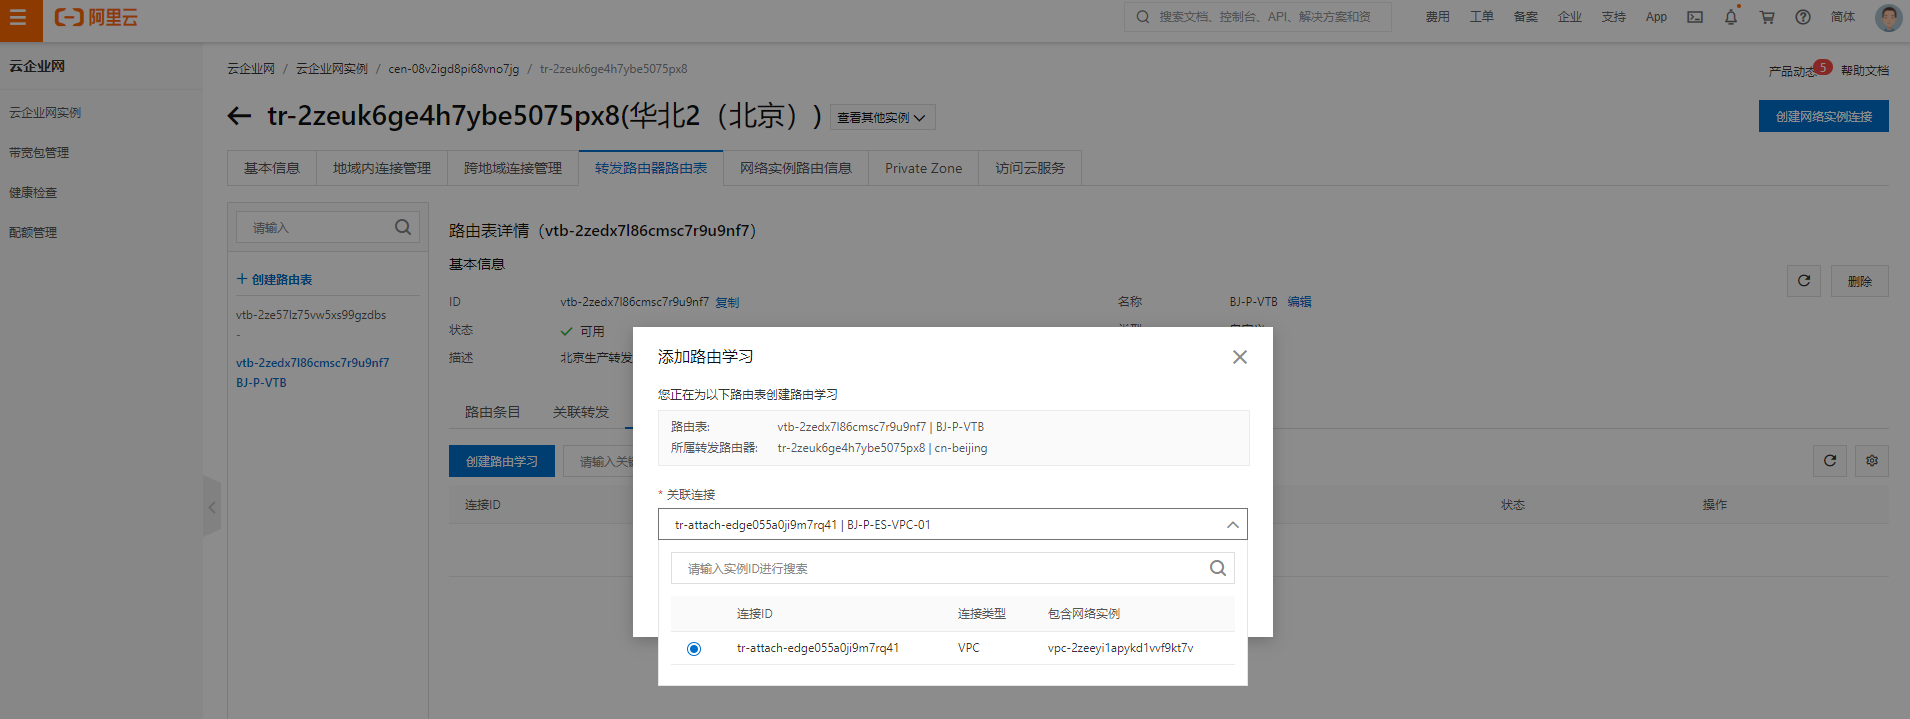 阿里云
搜索文档、控制台、API、解决方案和资
费用 工单 备案 企业 支持 App 简体
云企业网
云企业网实例
带宽包管理
健康检查
配额管理
云企业网 / 云企业网实例 / cen-08v2igd8pi68vno7jg / tr-2zeuk6ge4h7ybe5075px8
产品动态 5 帮助文档
tr-2zeuk6ge4h7ybe5075px8(华北2（北京）) 查看其他实例
创建网络实例连接
基本信息 地域内连接管理 跨地域连接管理 转发路由器路由表 网络实例路由信息 Private Zone 访问云服务
请输入
+ 创建路由表
vtb-2ze57lz75vw5xs99gzdbs
-
vtb-2zedx7l86cmsc7r9u9nf7
BJ-P-VTB
路由表详情（vtb-2zedx7l86cmsc7r9u9nf7）
基本信息
删除
ID vtb-2zedx7l86cmsc7r9u9nf7 复制 名称 BJ-P-VTB 编辑
状态 可用
描述 北京生产转发
路由条目 关联转发
创建路由学习 请输入关
连接ID 状态 操作
添加路由学习
您正在为以下路由表创建路由学习
路由表: vtb-2zedx7l86cmsc7r9u9nf7 | BJ-P-VTB
所属转发路由器: tr-2zeuk6ge4h7ybe5075px8 | cn-beijing
* 关联连接
tr-attach-edge055a0ji9m7rq41 | BJ-P-ES-VPC-01
请输入实例ID进行搜索
连接ID 连接类型 包含网络实例
tr-attach-edge055a0ji9m7rq41 VPC vpc-2zeeyi1apykd1vvf9kt7v